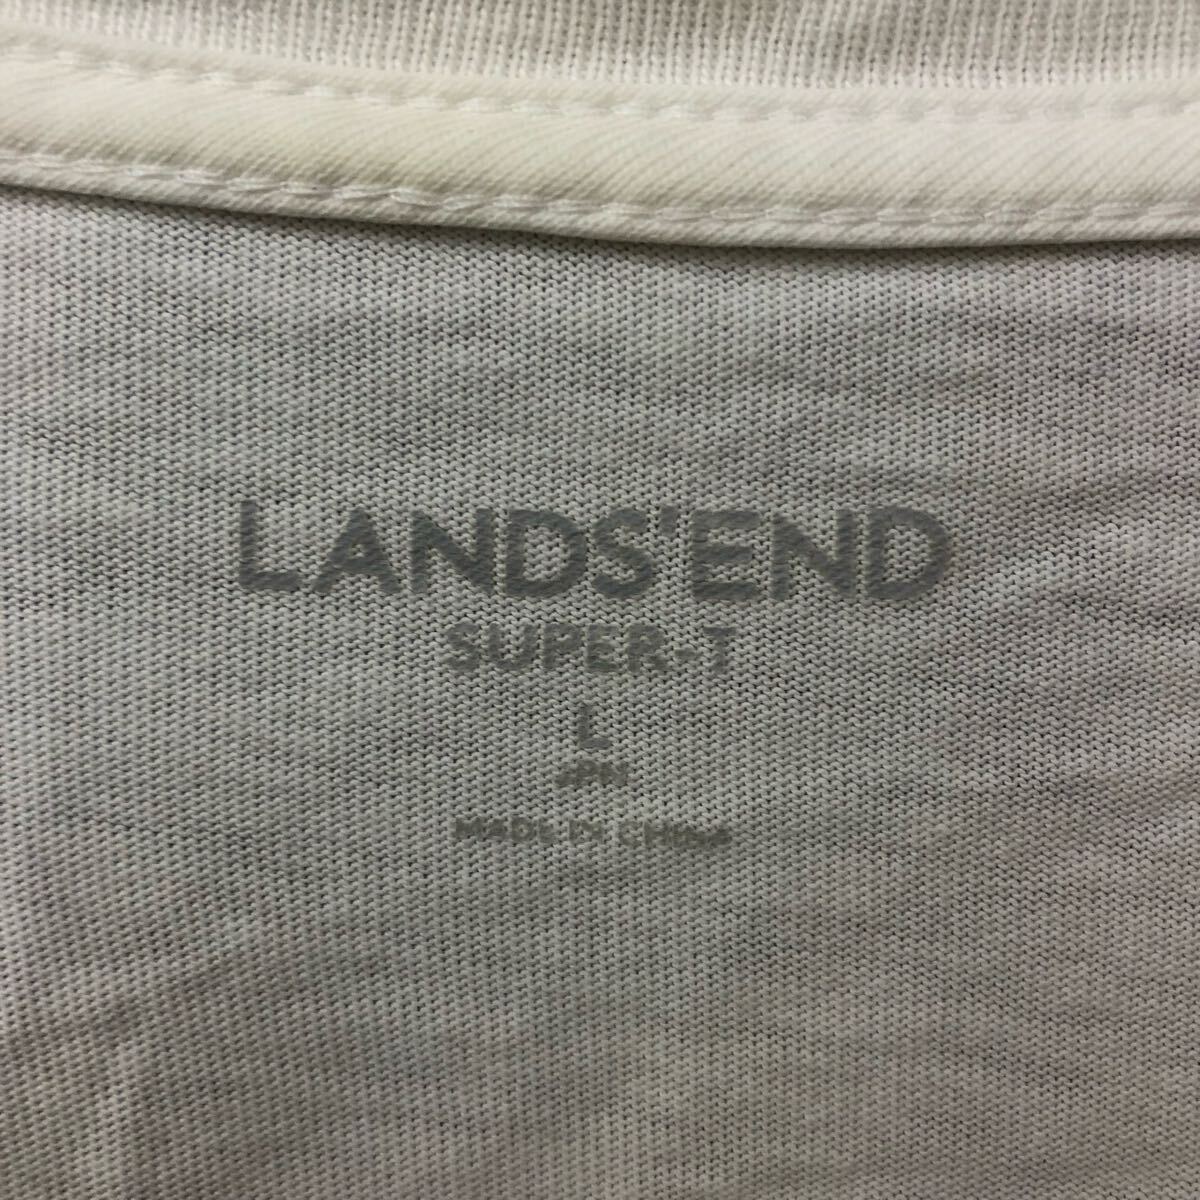 LANDS'END
SUPER-T
L
JPN
MADE IN CHINA